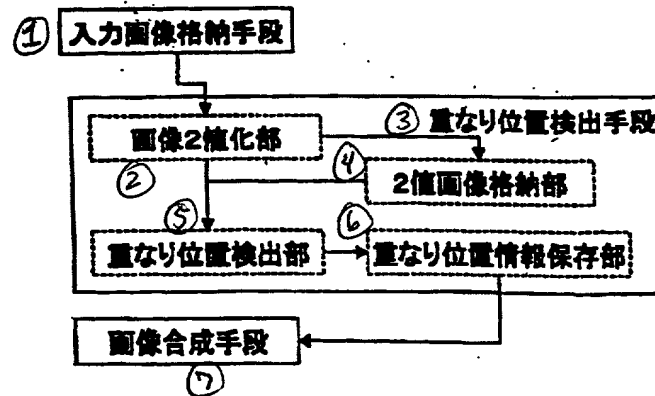 ① 入力画像格納手段
③ 重なり位置検出手段
画像2値化部
②
④
2値画像格納部
⑤
⑥
重なり位置検出部
重なり位置情報保存部
画像合成手段
⑦